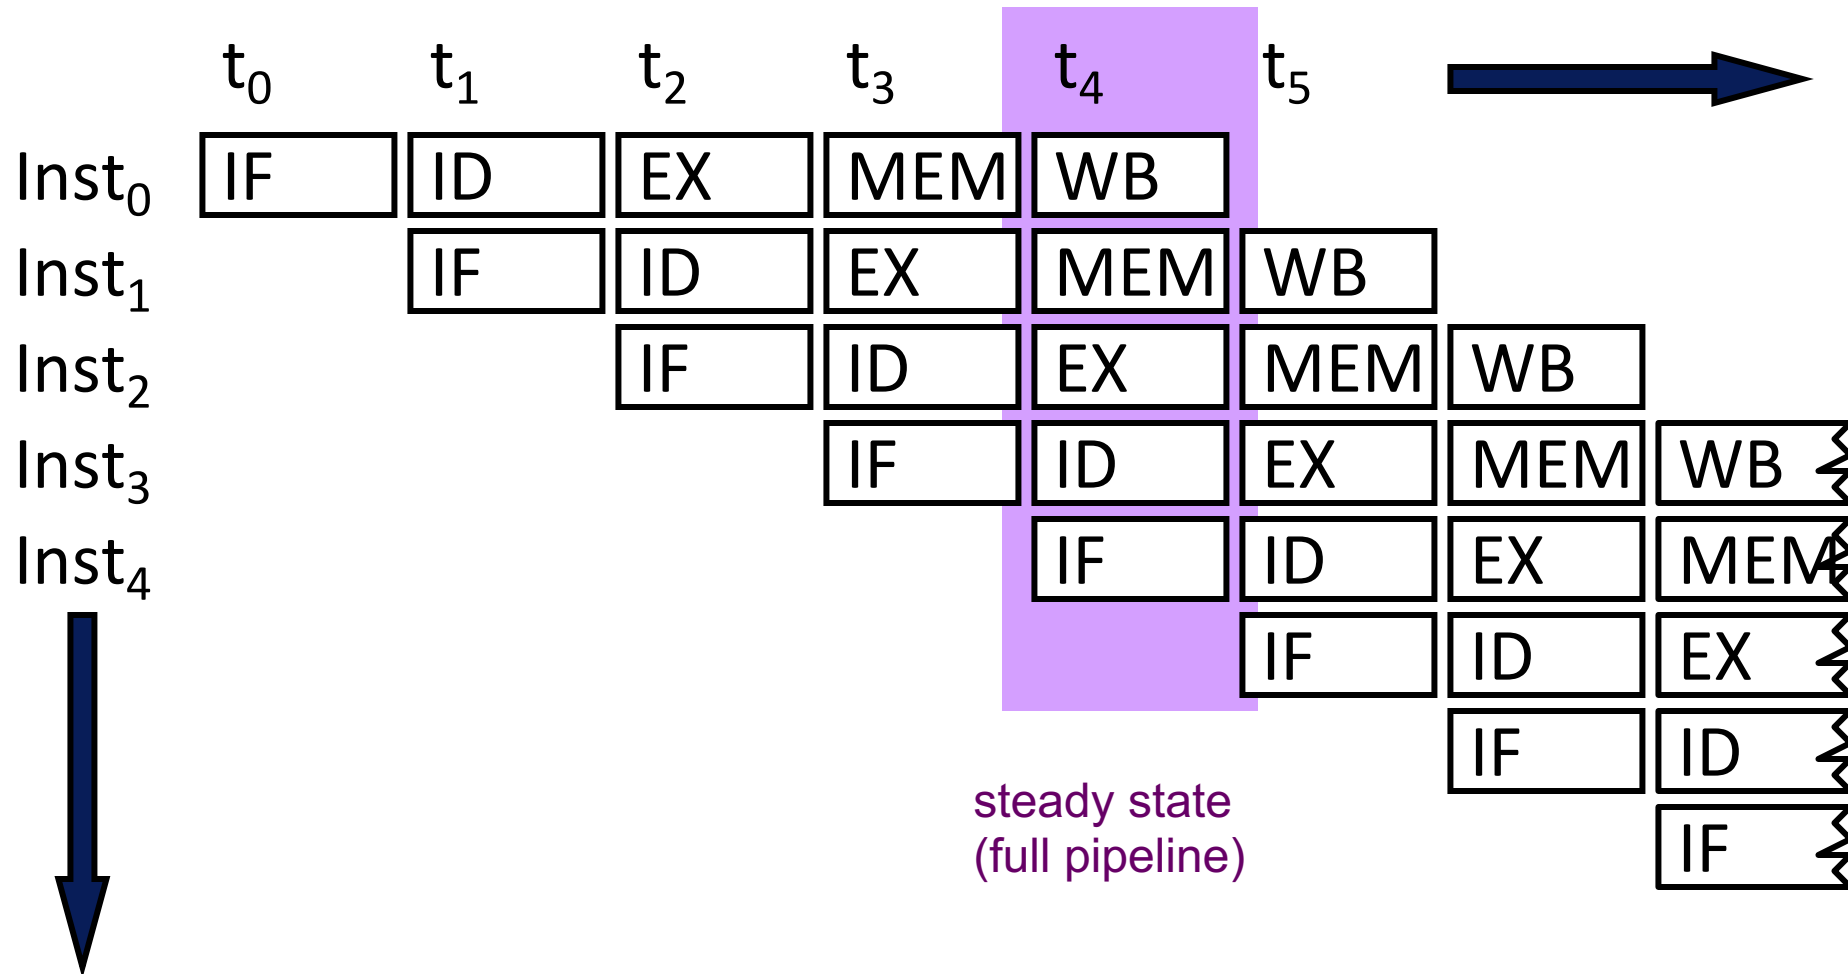 t₀ t₁ t₂ t₃ t₄ t₅
Inst₀ IF ID EX MEM WB
Inst₁ IF ID EX MEM WB
Inst₂ IF ID EX MEM WB
Inst₃ IF ID EX MEM WB
Inst₄ IF ID EX MEM
IF ID EX
IF ID
steady state
(full pipeline)
IF